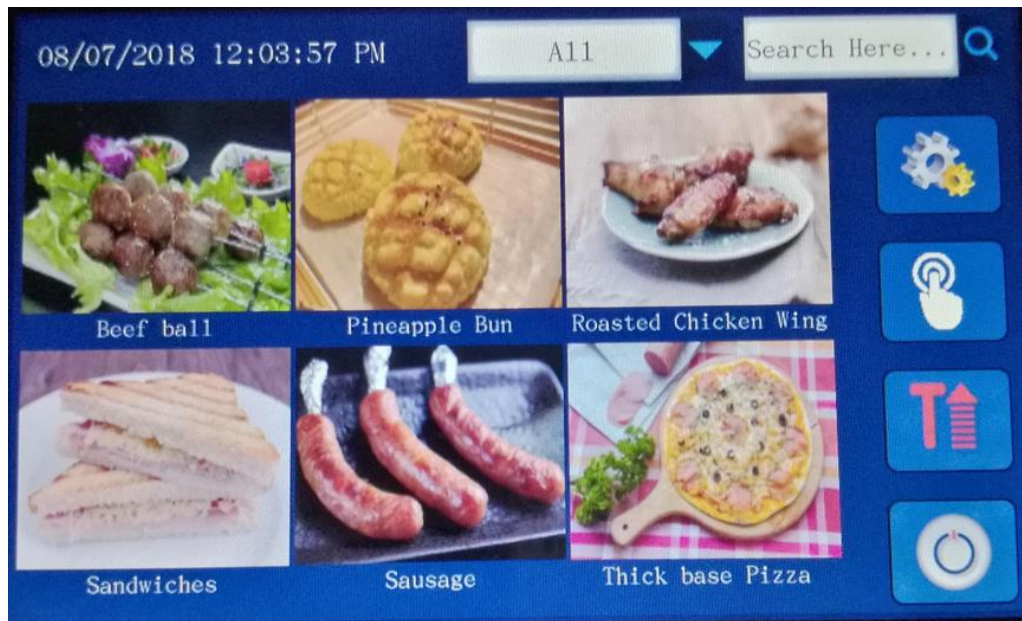 08/07/2018 12:03:57 PM
All
Search Here...
Beef ball
Pineapple Bun
Roasted Chicken Wing
Sandwiches
Sausage
Thick base Pizza
T